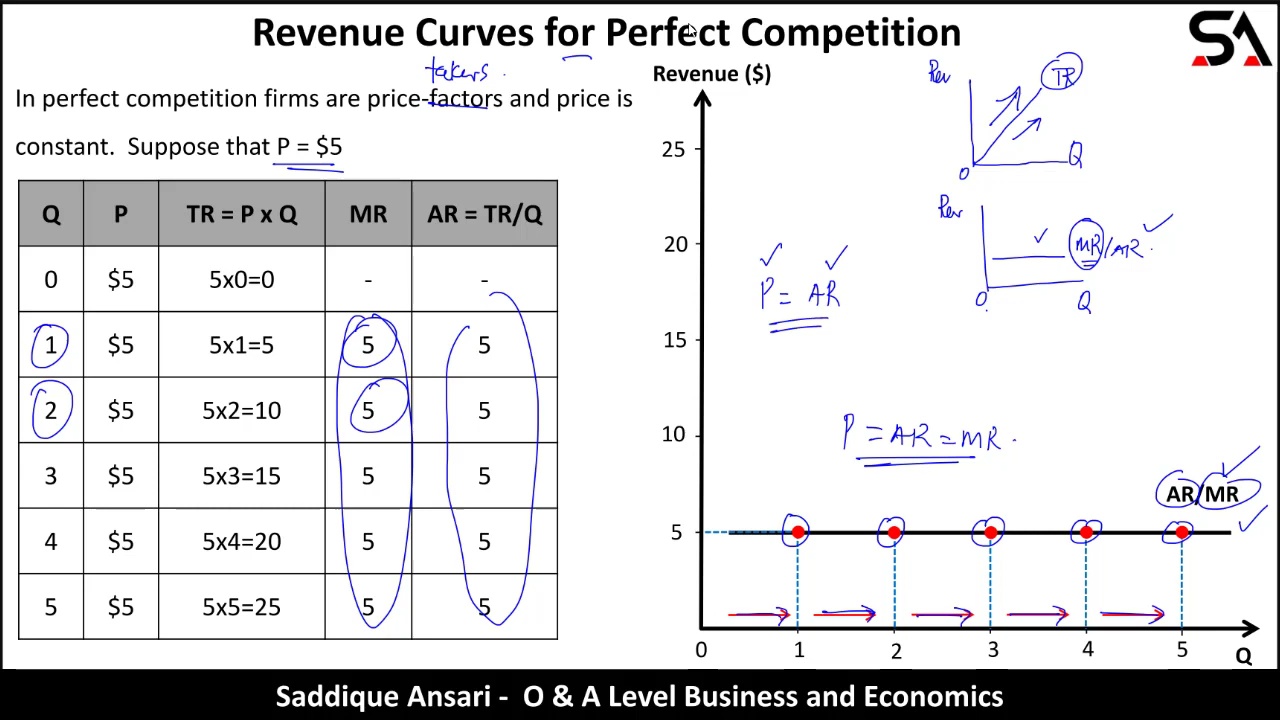 Revenue Curves for Perfect Competition
SA
takers.
In perfect competition firms are price-factors and price is
constant. Suppose that P = $5
Q P TR = P x Q MR AR = TR/Q
0 $5 5x0=0 - -
1 $5 5x1=5 5 5
2 $5 5x2=10 5 5
3 $5 5x3=15 5 5
4 $5 5x4=20 5 5
5 $5 5x5=25 5 5
Revenue ($)
25
20
15
10
5
0 1 2 3 4 5 Q
Rev TR
0 Q
Rev MR/AR.
0 Q
P = AR
P = AR = MR.
AR/MR
Saddique Ansari - O & A Level Business and Economics